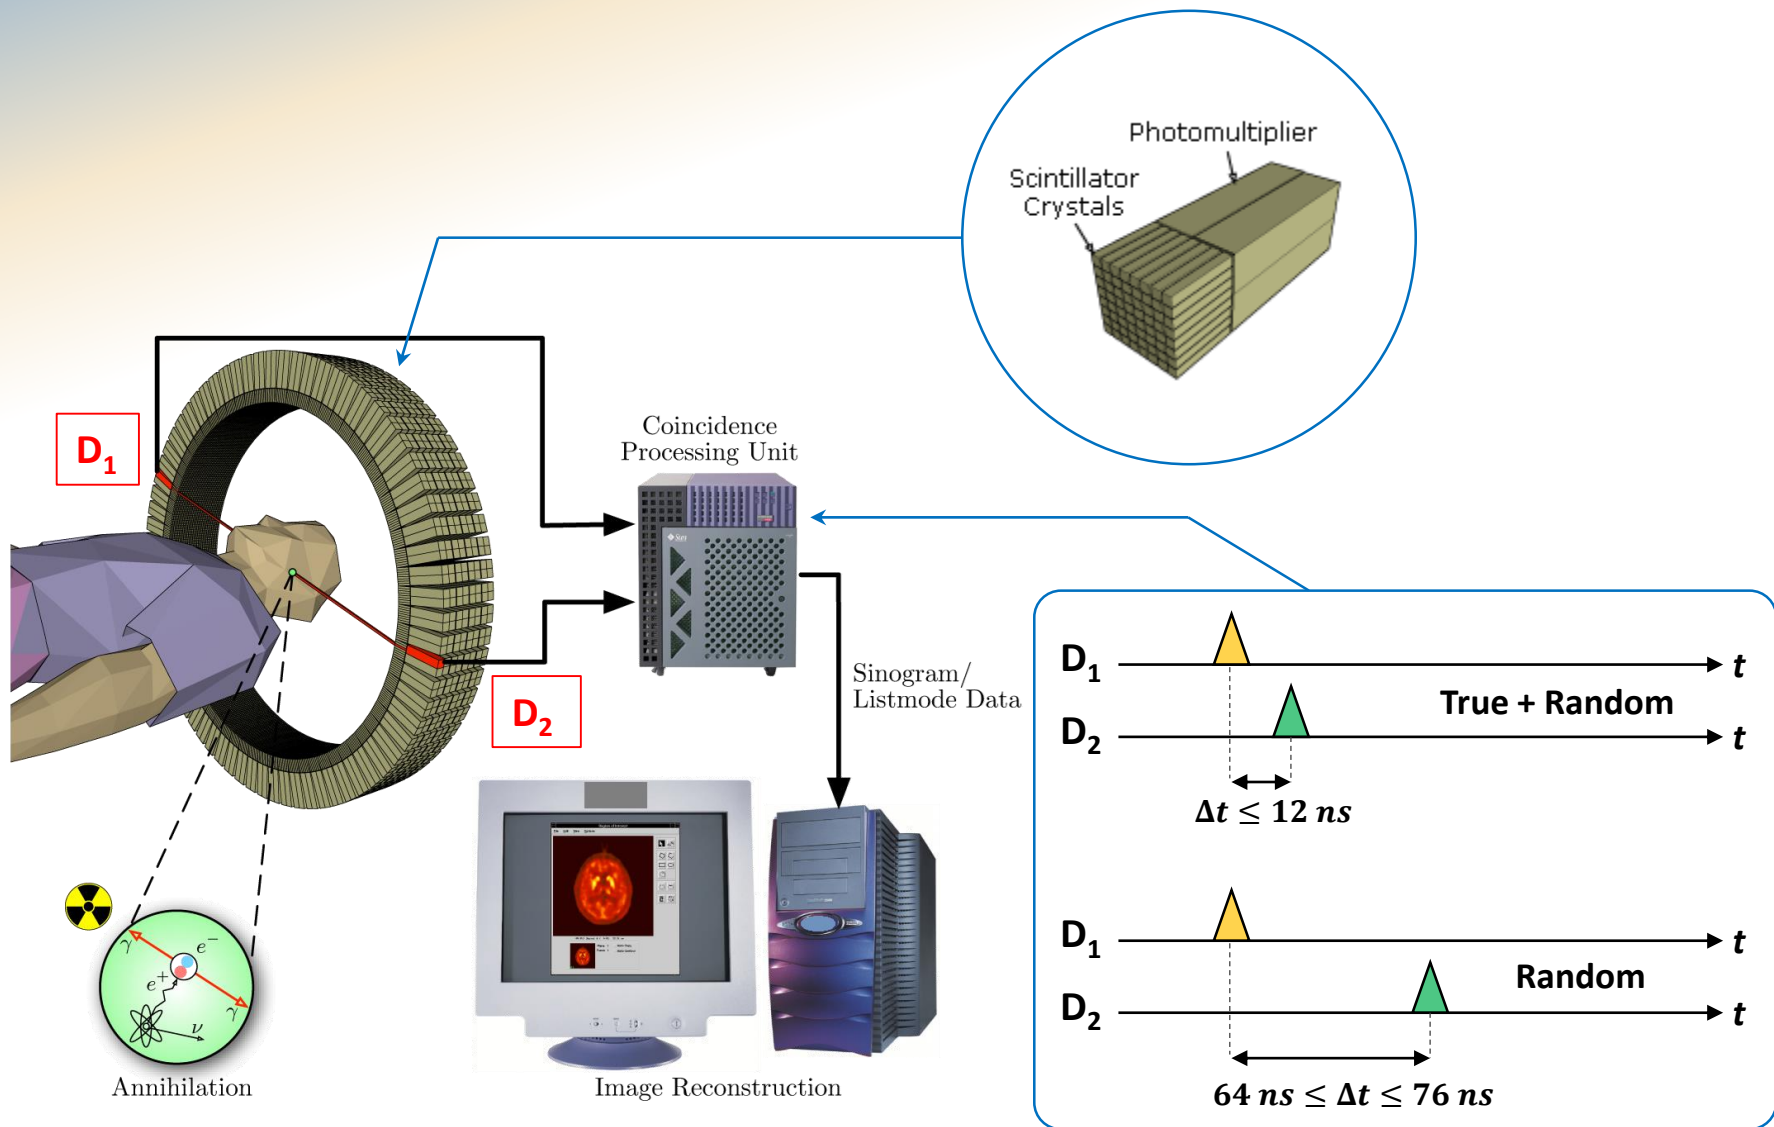 Photomultiplier
Scintillator
Crystals
D₁
Coincidence
Processing Unit
Sun
D₂
Sinogram/
Listmode Data
D₁
t
True + Random
D₂
t
Δt ≤ 12 ns
D₁
t
Random
D₂
t
64 ns ≤ Δt ≤ 76 ns
γ
e⁻
e⁺
ν
γ
Annihilation
Image Reconstruction